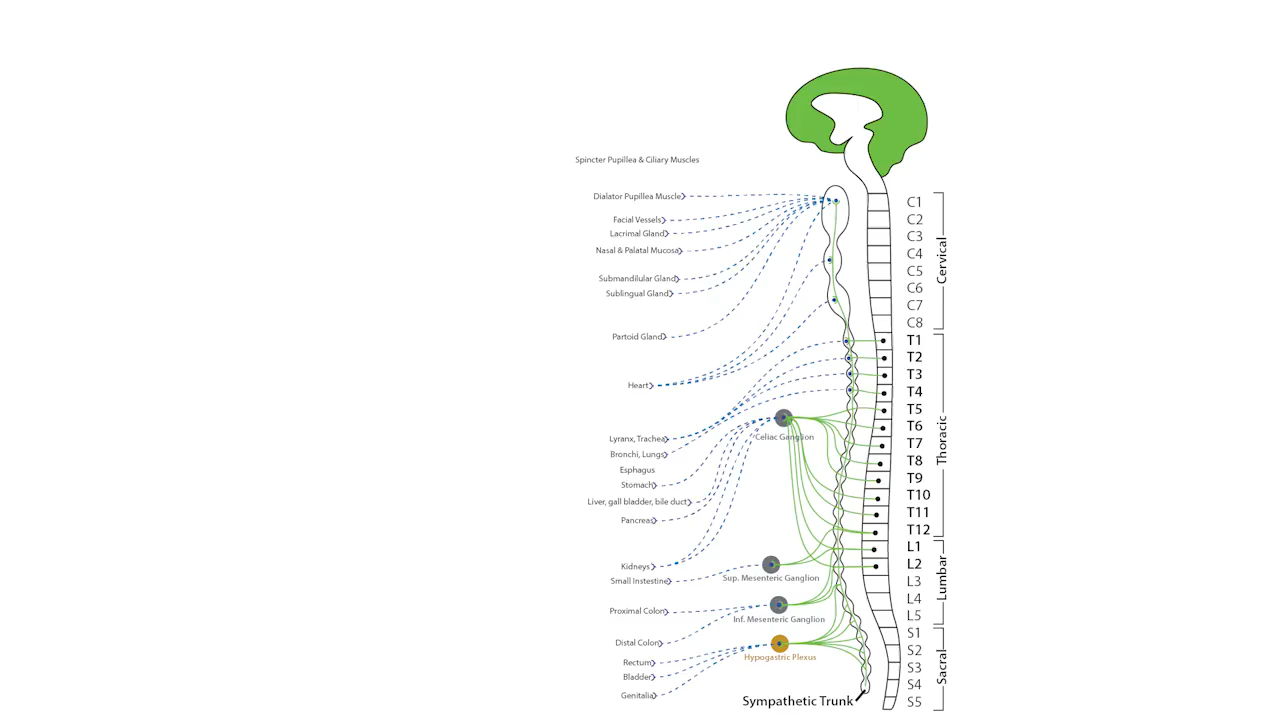 Spincter Pupillea & Ciliary Muscles
Dialator Pupillea Muscle
Facial Vessels
Lacrimal Gland
Nasal & Palatal Mucosa
Submandilular Gland
Sublingual Gland
Partoid Gland
Heart
Lyranx, Trachea
Bronchi, Lungs
Esphagus
Stomach
Liver, gall bladder, bile duct
Pancreas
Kidneys
Small Instestine
Proximal Colon
Distal Colon
Rectum
Bladder
Genitalia
Celiac Ganglion
Sup. Mesenteric Ganglion
Inf. Mesenteric Ganglion
Hypogastric Plexus
Sympathetic Trunk
C1
C2
C3
C4
C5
C6
C7
C8
T1
T2
T3
T4
T5
T6
T7
T8
T9
T10
T11
T12
L1
L2
L3
L4
L5
S1
S2
S3
S4
S5
Cervical
Thoracic
Lumbar
Sacral